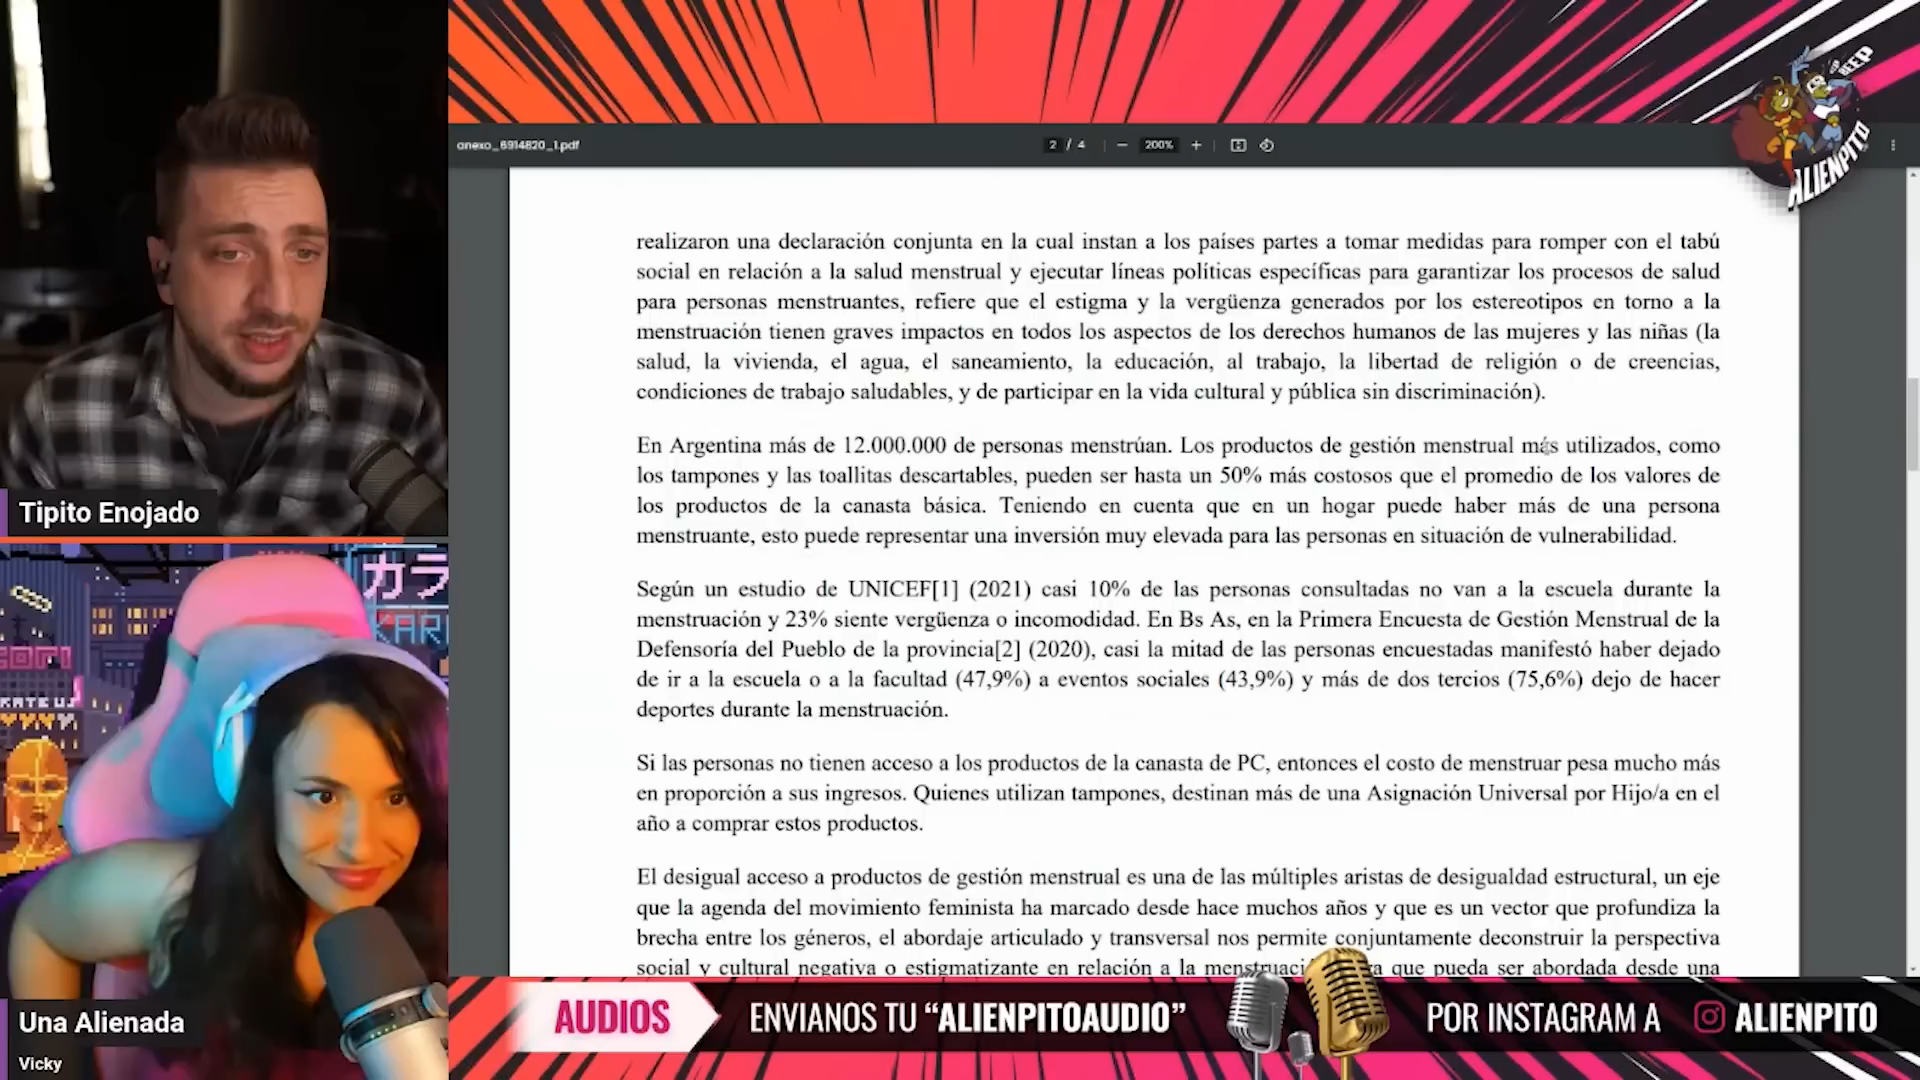 anexo_6914820_1.pdf
2 / 4
200%
BEEP
ALIENPITO
realizaron una declaración conjunta en la cual instan a los países partes a tomar medidas para romper con el tabú
social en relación a la salud menstrual y ejecutar líneas políticas específicas para garantizar los procesos de salud
para personas menstruantes, refiere que el estigma y la vergüenza generados por los estereotipos en torno a la
menstruación tienen graves impactos en todos los aspectos de los derechos humanos de las mujeres y las niñas (la
salud, la vivienda, el agua, el saneamiento, la educación, al trabajo, la libertad de religión o de creencias,
condiciones de trabajo saludables, y de participar en la vida cultural y pública sin discriminación).
En Argentina más de 12.000.000 de personas menstrúan. Los productos de gestión menstrual más utilizados, como
los tampones y las toallitas descartables, pueden ser hasta un 50% más costosos que el promedio de los valores de
los productos de la canasta básica. Teniendo en cuenta que en un hogar puede haber más de una persona
menstruante, esto puede representar una inversión muy elevada para las personas en situación de vulnerabilidad.
Según un estudio de UNICEF[1] (2021) casi 10% de las personas consultadas no van a la escuela durante la
menstruación y 23% siente vergüenza o incomodidad. En Bs As, en la Primera Encuesta de Gestión Menstrual de la
Defensoría del Pueblo de la provincia[2] (2020), casi la mitad de las personas encuestadas manifestó haber dejado
de ir a la escuela o a la facultad (47,9%) a eventos sociales (43,9%) y más de dos tercios (75,6%) dejo de hacer
deportes durante la menstruación.
Si las personas no tienen acceso a los productos de la canasta de PC, entonces el costo de menstruar pesa mucho más
en proporción a sus ingresos. Quienes utilizan tampones, destinan más de una Asignación Universal por Hijo/a en el
año a comprar estos productos.
El desigual acceso a productos de gestión menstrual es una de las múltiples aristas de desigualdad estructural, un eje
que la agenda del movimiento feminista ha marcado desde hace muchos años y que es un vector que profundiza la
brecha entre los géneros, el abordaje articulado y transversal nos permite conjuntamente deconstruir la perspectiva
social y cultural negativa o estigmatizante en relación a la que pueda ser abordada desde una
Tipito Enojado
カラ
KARI
Una Alienada
Vicky
AUDIOS
ENVIANOS TU “ALIENPITOAUDIO”
POR INSTAGRAM A
ALIENPITO